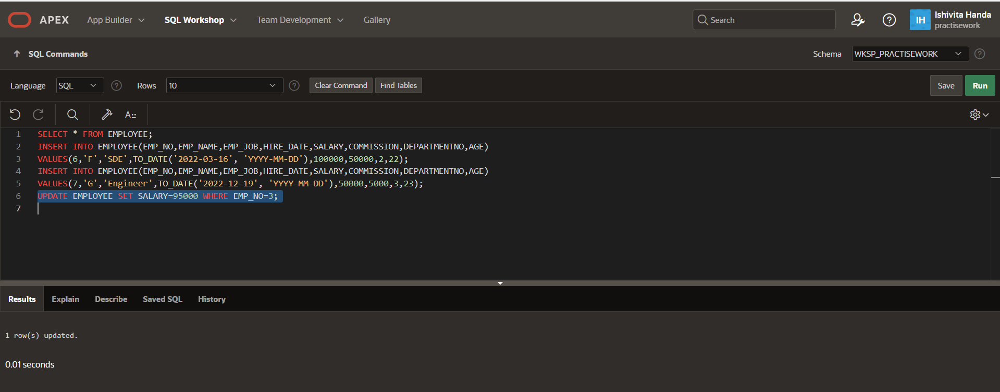 APEX App Builder SQL Workshop Team Development Gallery Search IH Ishivita Handa
practisework
SQL Commands Schema WKSP_PRACTISEWORK
Language SQL Rows 10 Clear Command Find Tables Save Run
A
1 SELECT * FROM EMPLOYEE;
2 INSERT INTO EMPLOYEE(EMP_NO,EMP_NAME,EMP_JOB,HIRE_DATE,SALARY,COMMISSION,DEPARTMENTNO,AGE)
3 VALUES(6,'F','SDE',TO_DATE('2022-03-16', 'YYYY-MM-DD'),100000,50000,2,22);
4 INSERT INTO EMPLOYEE(EMP_NO,EMP_NAME,EMP_JOB,HIRE_DATE,SALARY,COMMISSION,DEPARTMENTNO,AGE)
5 VALUES(7,'G','Engineer',TO_DATE('2022-12-19', 'YYYY-MM-DD'),50000,5000,3,23);
6 UPDATE EMPLOYEE SET SALARY=95000 WHERE EMP_NO=3;
7
Results Explain Describe Saved SQL History
1 row(s) updated.
0.01 seconds